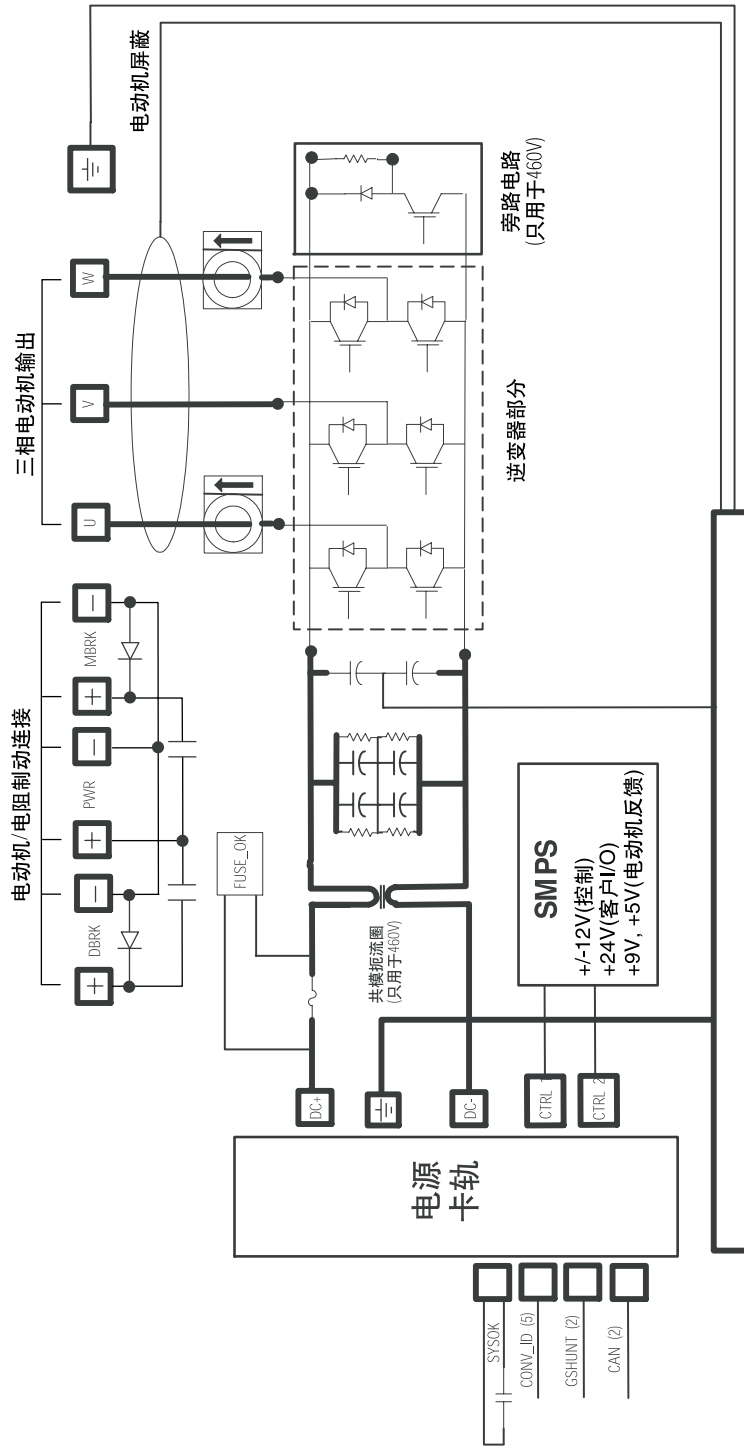 电动机/电阻制动连接
三相电动机输出
DBRK
PWR
MBRK
U
V
W
电动机屏蔽
FUSE_OK
DC+
DC-
共模扼流圈
(只用于460V)
逆变器部分
旁路电路
(只用于460V)
CTRL 1
CTRL 2
SMPS
+/-12V(控制)
+24V(客户I/O)
+9V, +5V(电动机反馈)
电源
卡轨
SYSOK
CONV_ID (5)
GSHUNT (2)
CAN (2)